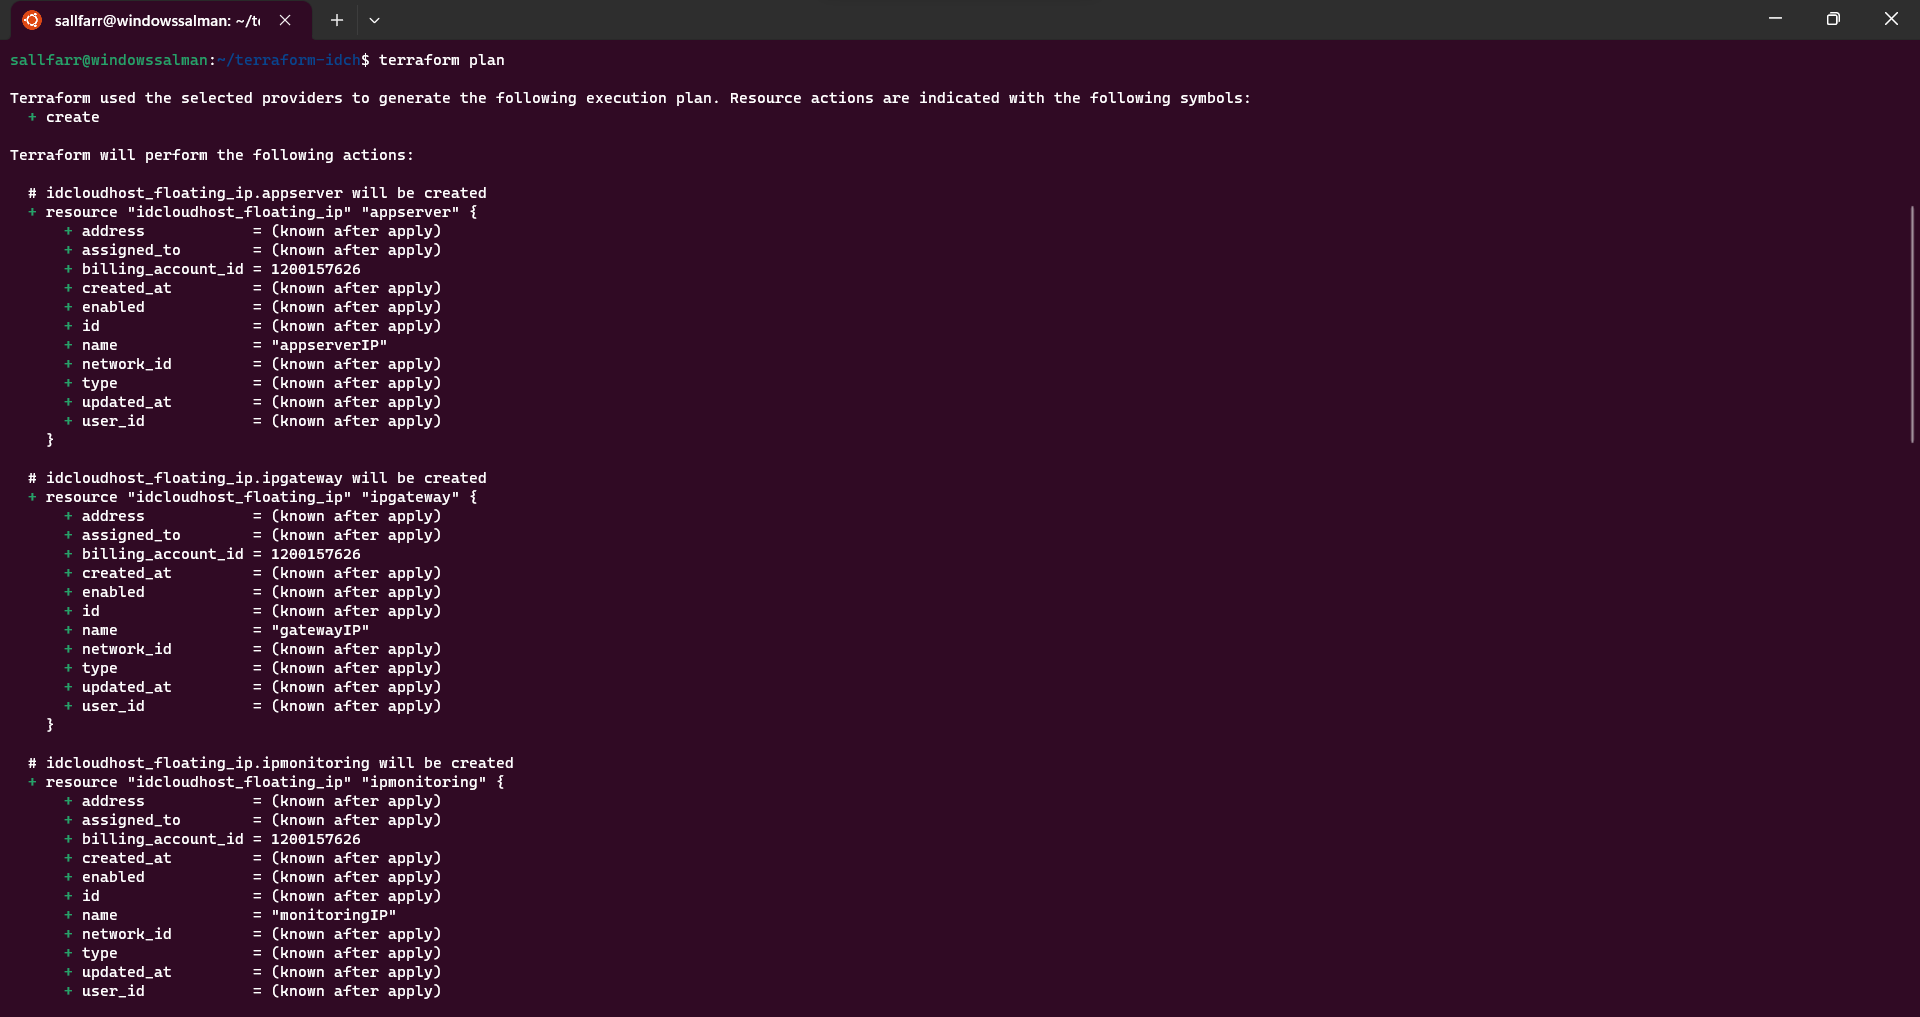 sallfarr@windowssalman: ~/te
sallfarr@windowssalman:~/terraform-idch$ terraform plan
Terraform used the selected providers to generate the following execution plan. Resource actions are indicated with the following symbols:
+ create
Terraform will perform the following actions:
# idcloudhost_floating_ip.appserver will be created
+ resource "idcloudhost_floating_ip" "appserver" {
+ address = (known after apply)
+ assigned_to = (known after apply)
+ billing_account_id = 1200157626
+ created_at = (known after apply)
+ enabled = (known after apply)
+ id = (known after apply)
+ name = "appserverIP"
+ network_id = (known after apply)
+ type = (known after apply)
+ updated_at = (known after apply)
+ user_id = (known after apply)
}
# idcloudhost_floating_ip.ipgateway will be created
+ resource "idcloudhost_floating_ip" "ipgateway" {
+ address = (known after apply)
+ assigned_to = (known after apply)
+ billing_account_id = 1200157626
+ created_at = (known after apply)
+ enabled = (known after apply)
+ id = (known after apply)
+ name = "gatewayIP"
+ network_id = (known after apply)
+ type = (known after apply)
+ updated_at = (known after apply)
+ user_id = (known after apply)
}
# idcloudhost_floating_ip.ipmonitoring will be created
+ resource "idcloudhost_floating_ip" "ipmonitoring" {
+ address = (known after apply)
+ assigned_to = (known after apply)
+ billing_account_id = 1200157626
+ created_at = (known after apply)
+ enabled = (known after apply)
+ id = (known after apply)
+ name = "monitoringIP"
+ network_id = (known after apply)
+ type = (known after apply)
+ updated_at = (known after apply)
+ user_id = (known after apply)